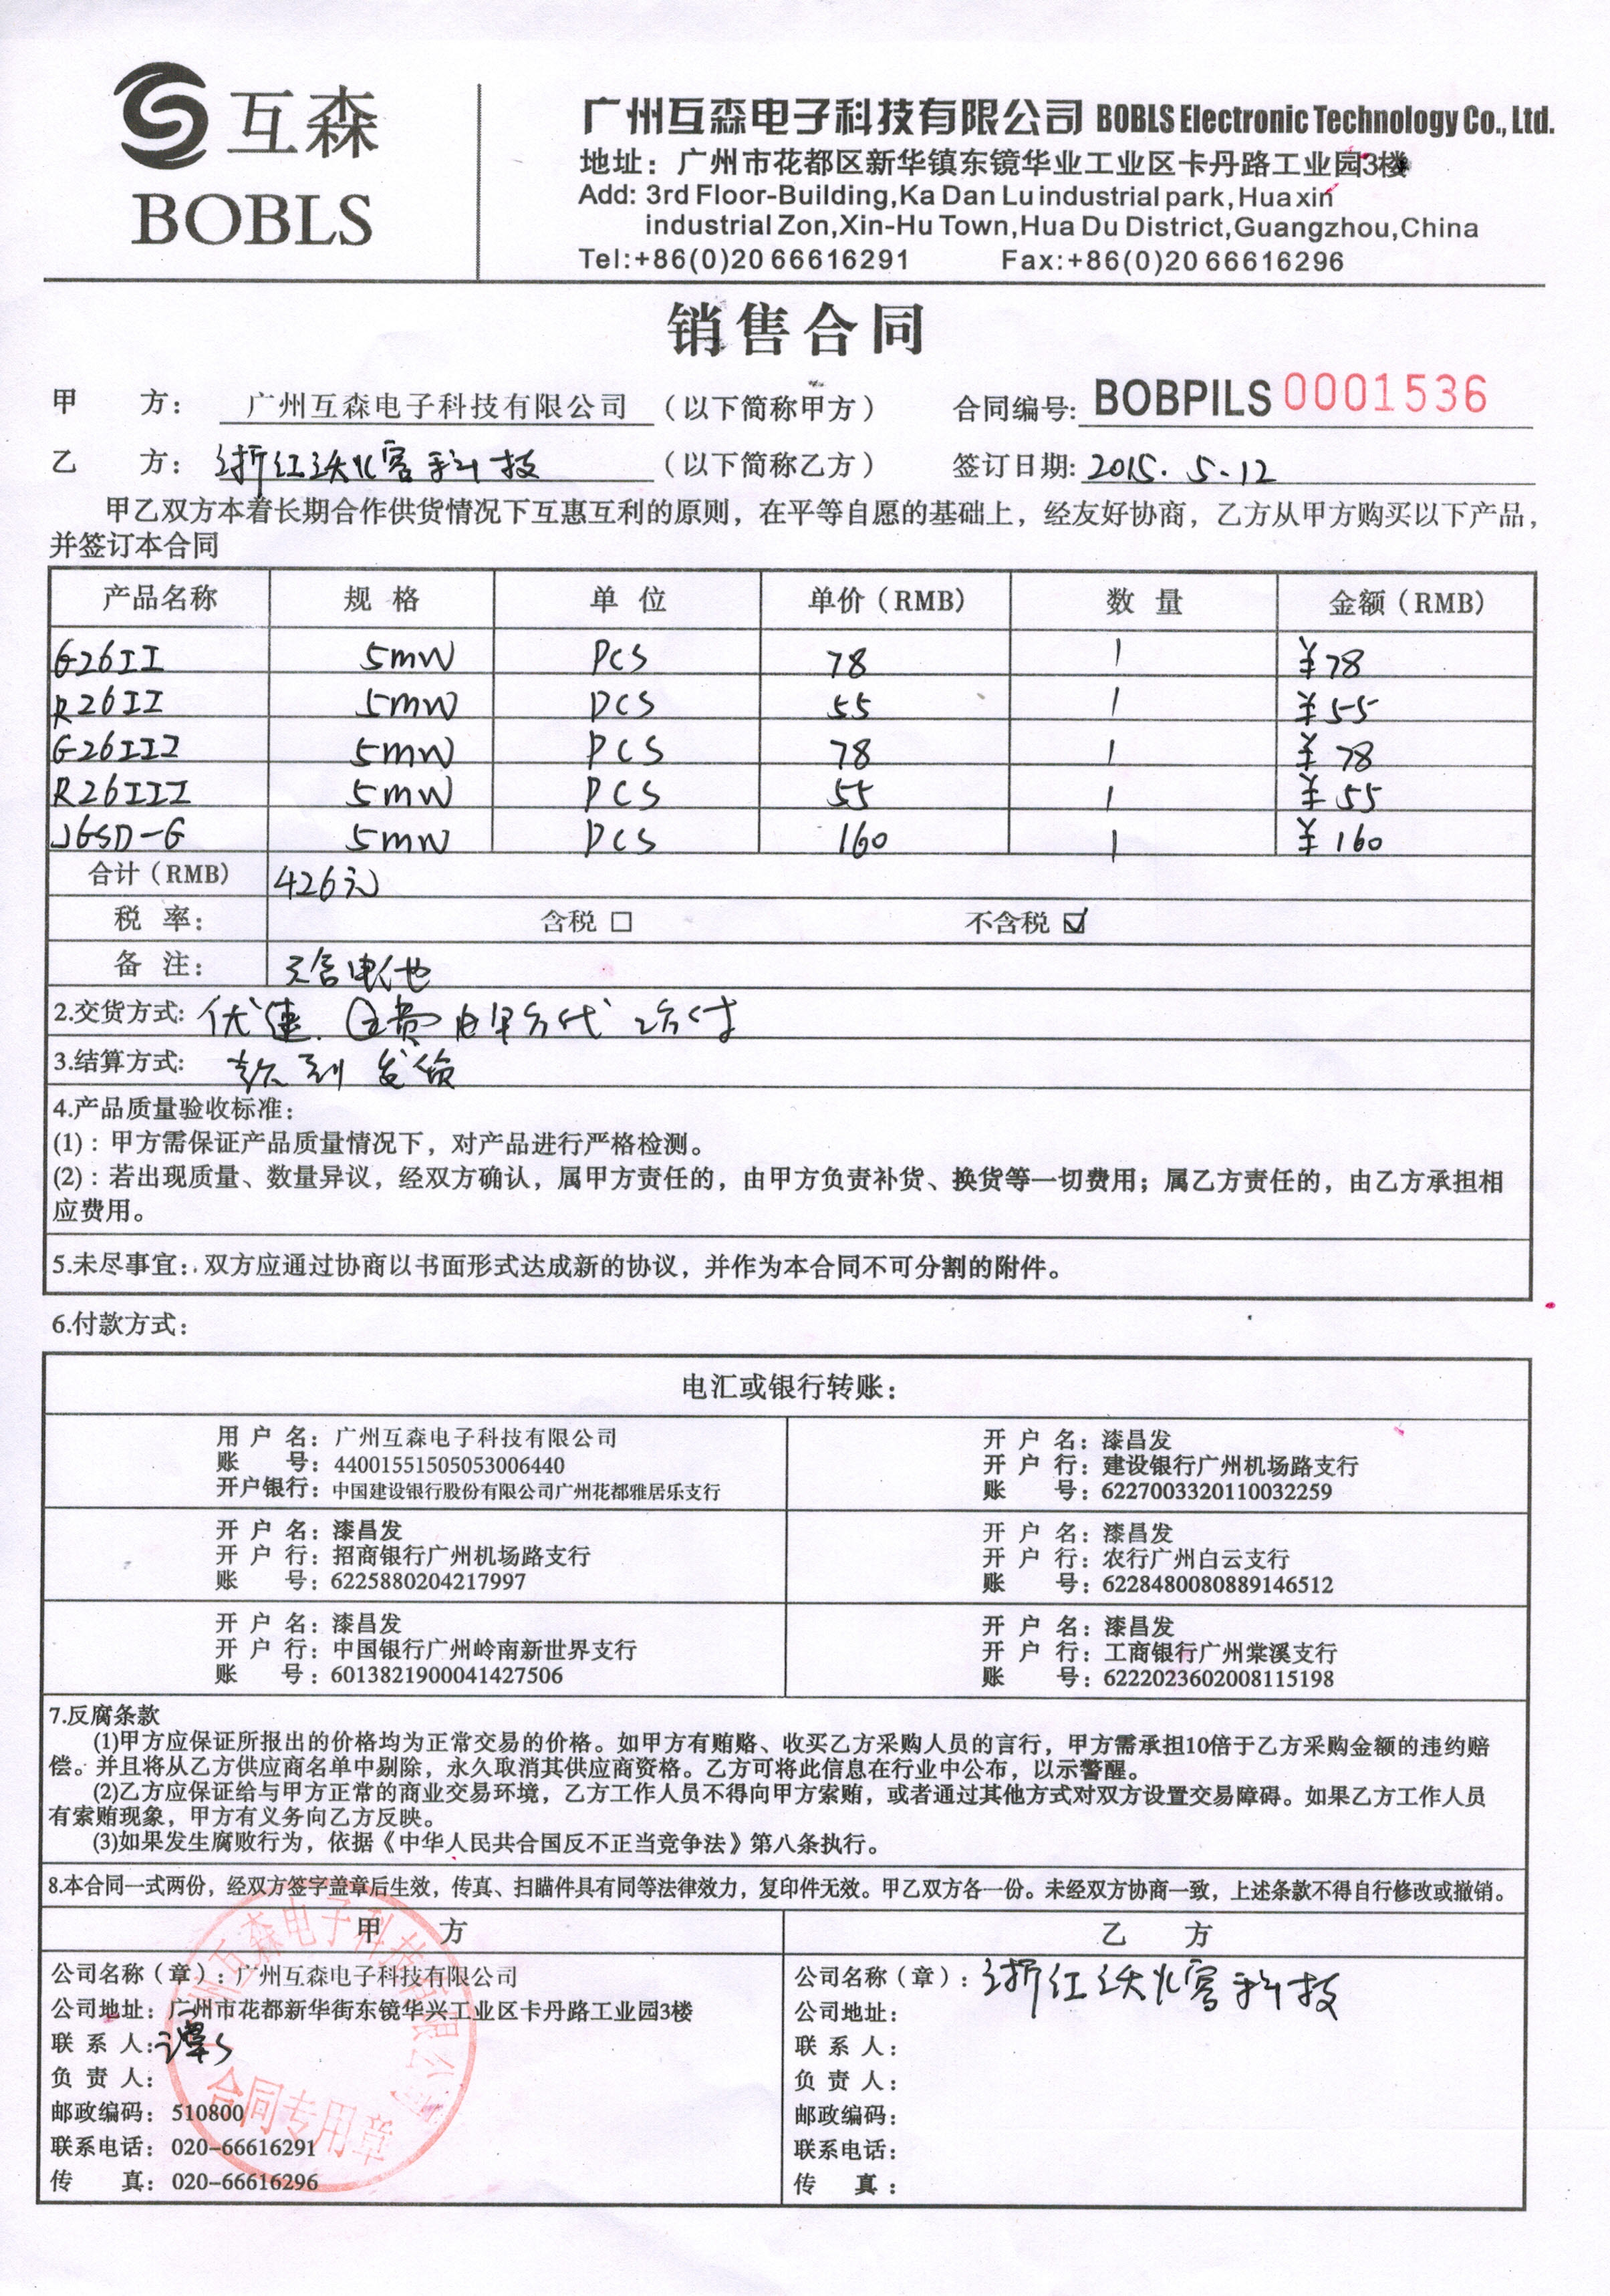 互森
BOBLS
广州互森电子科技有限公司 BOBLS Electronic Technology Co., Ltd.
地址：广州市花都区新华镇东镜华业工业区卡丹路工业园3楼
Add: 3rd Floor-Building,Ka Dan Lu industrial park,Hua xin
industrial Zon,Xin-Hu Town,Hua Du District,Guangzhou,China
Tel:+86(0)20 66616291 Fax:+86(0)20 66616296
销售合同
甲 方： 广州互森电子科技有限公司 （以下简称甲方） 合同编号: BOBPILS 0001536
乙 方： 浙江沃火客科技 （以下简称乙方） 签订日期: 2015. 5.12
甲乙双方本着长期合作供货情况下互惠互利的原则，在平等自愿的基础上，经友好协商，乙方从甲方购买以下产品，
并签订本合同
产品名称 规 格 单 位 单价（RMB） 数 量 金额（RMB）
G26II 5mW PCS 78 1 ¥78
R26II 5mW PCS 55 1 ¥55
G26III 5mW PCS 78 1 ¥78
R26III 5mW PCS 55 1 ¥55
JGSD-G 5mW PCS 160 1 ¥160
合计（RMB） 426元
税 率： 含税 □ 不含税 ☑
备 注： 含电池
2.交货方式: 优速. 费由甲方代 付
3.结算方式: 款到发货
4.产品质量验收标准：
(1)：甲方需保证产品质量情况下，对产品进行严格检测。
(2)：若出现质量、数量异议，经双方确认，属甲方责任的，由甲方负责补货、换货等一切费用；属乙方责任的，由乙方承担相
应费用。
5.未尽事宜：双方应通过协商以书面形式达成新的协议，并作为本合同不可分割的附件。
6.付款方式：
电汇或银行转账：
用 户 名：广州互森电子科技有限公司
账 号：44001551505053006440
开户银行：中国建设银行股份有限公司广州花都雅居乐支行
开 户 名：漆昌发
开 户 行：建设银行广州机场路支行
账 号：6227003320110032259
开 户 名：漆昌发
开 户 行：招商银行广州机场路支行
账 号：6225880204217997
开 户 名：漆昌发
开 户 行：农行广州白云支行
账 号：6228480080889146512
开 户 名：漆昌发
开 户 行：中国银行广州岭南新世界支行
账 号：6013821900041427506
开 户 名：漆昌发
开 户 行：工商银行广州棠溪支行
账 号：6222023602008115198
7.反腐条款
(1)甲方应保证所报出的价格均为正常交易的价格。如甲方有贿赂、收买乙方采购人员的言行，甲方需承担10倍于乙方采购金额的违约赔
偿。并且将从乙方供应商名单中剔除，永久取消其供应商资格。乙方可将此信息在行业中公布，以示警醒。
(2)乙方应保证给与甲方正常的商业交易环境，乙方工作人员不得向甲方索贿，或者通过其他方式对双方设置交易障碍。如果乙方工作人员
有索贿现象，甲方有义务向乙方反映。
(3)如果发生腐败行为，依据《中华人民共合国反不正当竞争法》第八条执行。
8.本合同一式两份，经双方签字盖章后生效，传真、扫瞄件具有同等法律效力，复印件无效。甲乙双方各一份。未经双方协商一致，上述条款不得自行修改或撤销。
甲 方
乙 方
公司名称（章）：广州互森电子科技有限公司
公司地址：广州市花都新华街东镜华兴工业区卡丹路工业园3楼
联 系 人：谭
负 责 人：
邮政编码：510800
联系电话：020-66616291
传 真：020-66616296
广州互森电子科技有限公司
合同专用章
公司名称（章）：浙江沃火客科技
公司地址：
联 系 人：
负 责 人：
邮政编码：
联系电话：
传 真：